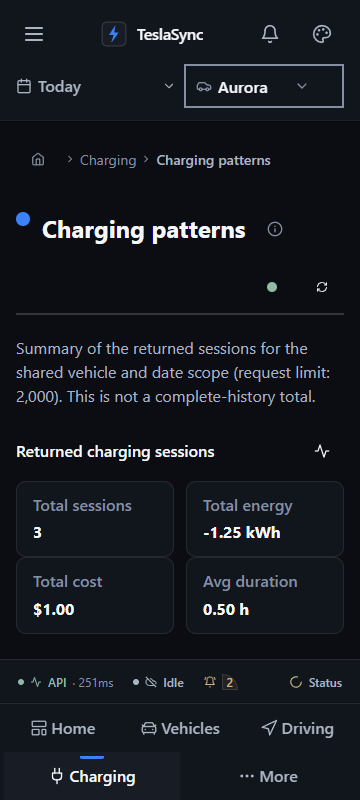 TeslaSync
Today
Aurora
Charging
Charging patterns
Charging patterns
Summary of the returned sessions for the
shared vehicle and date scope (request limit:
2,000). This is not a complete-history total.
Returned charging sessions
Total sessions
3
Total energy
-1.25 kWh
Total cost
$1.00
Avg duration
0.50 h
API · 251ms
Idle
2
Status
Home
Vehicles
Driving
Charging
More